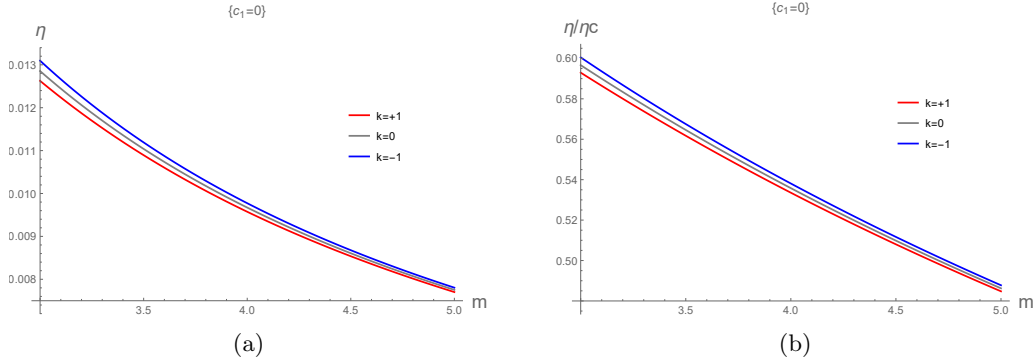 {c₁=0}
η
0.013
0.012
0.011
0.010
0.009
0.008
3.5
4.0
4.5
5.0
m
k=+1
k=0
k=-1
(a)
{c₁=0}
η/ηc
0.60
0.58
0.56
0.54
0.52
0.50
3.5
4.0
4.5
5.0
m
k=+1
k=0
k=-1
(b)